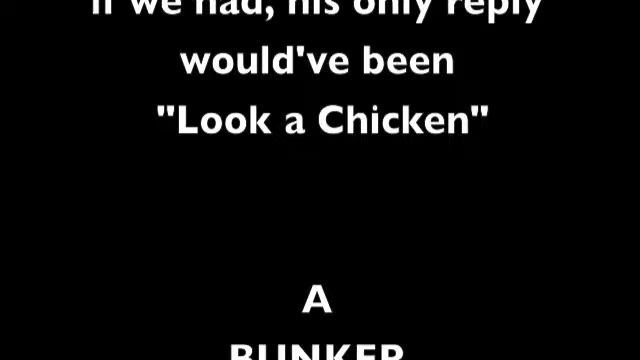 If we had, his only reply
would've been
"Look a Chicken"
A
BUNKER